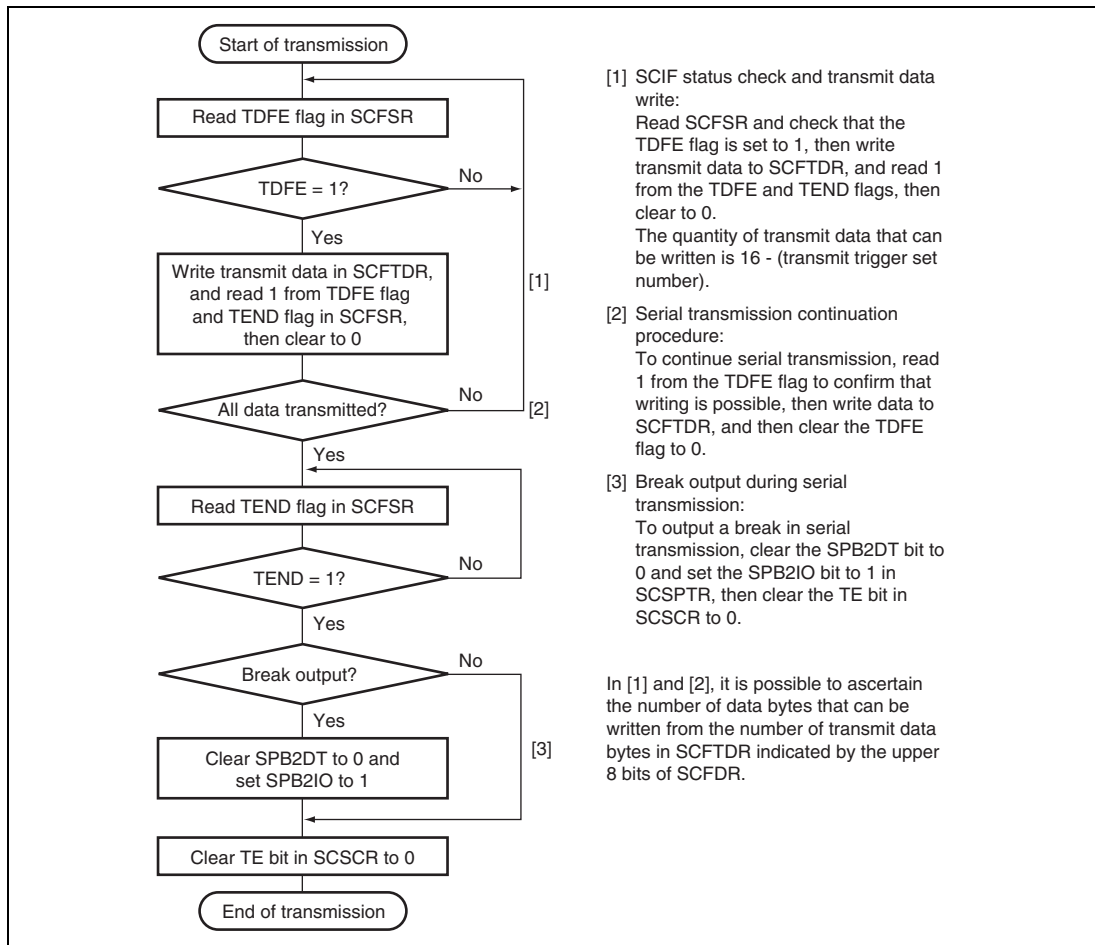 Start of transmission
Read TDFE flag in SCFSR
TDFE = 1?
No
Yes
Write transmit data in SCFTDR,
and read 1 from TDFE flag
and TEND flag in SCFSR,
then clear to 0
[1]
All data transmitted?
No
[2]
Yes
Read TEND flag in SCFSR
TEND = 1?
No
Yes
Break output?
No
Yes
Clear SPB2DT to 0 and
set SPB2IO to 1
[3]
Clear TE bit in SCSCR to 0
End of transmission
[1] SCIF status check and transmit data
write:
Read SCFSR and check that the
TDFE flag is set to 1, then write
transmit data to SCFTDR, and read 1
from the TDFE and TEND flags, then
clear to 0.
The quantity of transmit data that can
be written is 16 - (transmit trigger set
number).
[2] Serial transmission continuation
procedure:
To continue serial transmission, read
1 from the TDFE flag to confirm that
writing is possible, then write data to
SCFTDR, and then clear the TDFE
flag to 0.
[3] Break output during serial
transmission:
To output a break in serial
transmission, clear the SPB2DT bit to
0 and set the SPB2IO bit to 1 in
SCSPTR, then clear the TE bit in
SCSCR to 0.
In [1] and [2], it is possible to ascertain
the number of data bytes that can be
written from the number of transmit data
bytes in SCFTDR indicated by the upper
8 bits of SCFDR.